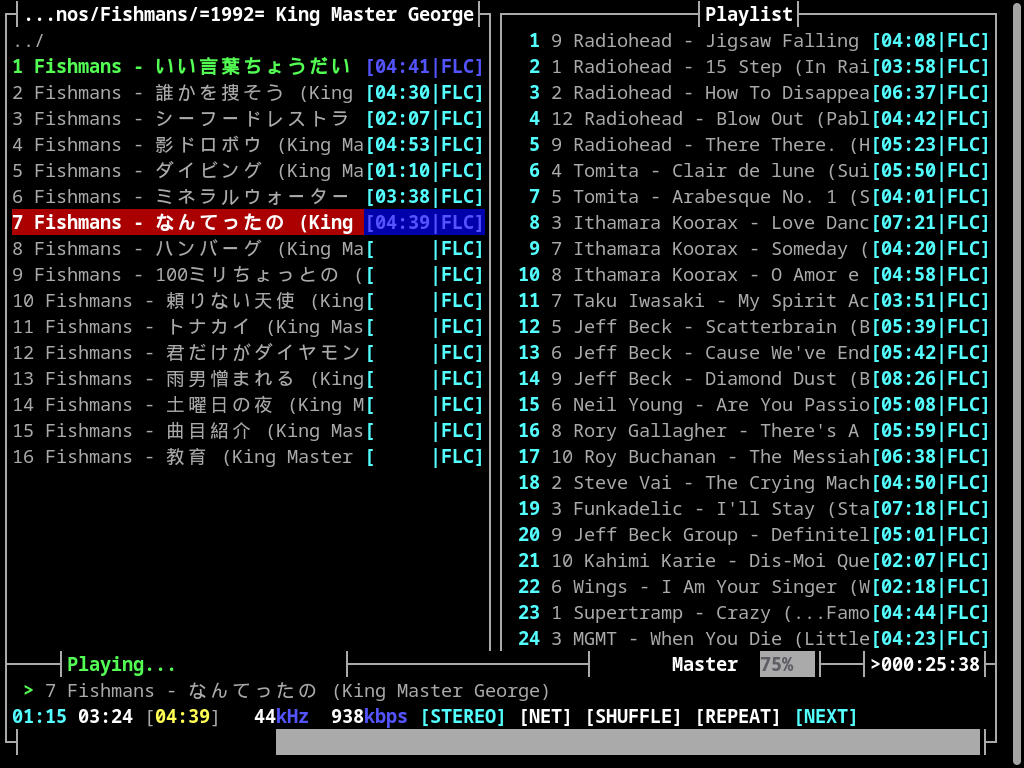 ...nos/Fishmans/=1992= King Master George
../
1 Fishmans - いい言葉ちょうだい [04:41|FLC]
2 Fishmans - 誰かを捜そう (King [04:30|FLC]
3 Fishmans - シーフードレストラ [02:07|FLC]
4 Fishmans - 影ドロボウ (King Ma[04:53|FLC]
5 Fishmans - ダイビング (King Ma[01:10|FLC]
6 Fishmans - ミネラルウォーター [03:38|FLC]
7 Fishmans - なんてったの (King [04:39|FLC]
8 Fishmans - ハンバーグ (King Ma[     |FLC]
9 Fishmans - 100ミリちょっとの ([     |FLC]
10 Fishmans - 頼りない天使 (King[     |FLC]
11 Fishmans - トナカイ (King Mas[     |FLC]
12 Fishmans - 君だけがダイヤモン[     |FLC]
13 Fishmans - 雨男憎まれる (King[     |FLC]
14 Fishmans - 土曜日の夜 (King M[     |FLC]
15 Fishmans - 曲目紹介 (King Mas[     |FLC]
16 Fishmans - 教育 (King Master [     |FLC]
Playlist
1 9 Radiohead - Jigsaw Falling [04:08|FLC]
2 1 Radiohead - 15 Step (In Rai[03:58|FLC]
3 2 Radiohead - How To Disappea[06:37|FLC]
4 12 Radiohead - Blow Out (Pabl[04:42|FLC]
5 9 Radiohead - There There. (H[05:23|FLC]
6 4 Tomita - Clair de lune (Sui[05:50|FLC]
7 5 Tomita - Arabesque No. 1 (S[04:01|FLC]
8 3 Ithamara Koorax - Love Danc[07:21|FLC]
9 7 Ithamara Koorax - Someday ([04:20|FLC]
10 8 Ithamara Koorax - O Amor e [04:58|FLC]
11 7 Taku Iwasaki - My Spirit Ac[03:51|FLC]
12 5 Jeff Beck - Scatterbrain (B[05:39|FLC]
13 6 Jeff Beck - Cause We've End[05:42|FLC]
14 9 Jeff Beck - Diamond Dust (B[08:26|FLC]
15 6 Neil Young - Are You Passio[05:08|FLC]
16 8 Rory Gallagher - There's A [05:59|FLC]
17 10 Roy Buchanan - The Messiah[06:38|FLC]
18 2 Steve Vai - The Crying Mach[04:50|FLC]
19 3 Funkadelic - I'll Stay (Sta[07:18|FLC]
20 9 Jeff Beck Group - Definitel[05:01|FLC]
21 10 Kahimi Karie - Dis-Moi Que[02:07|FLC]
22 6 Wings - I Am Your Singer (W[02:18|FLC]
23 1 Supertramp - Crazy (...Famo[04:44|FLC]
24 3 MGMT - When You Die (Little[04:23|FLC]
Playing... Master 75% >000:25:38
> 7 Fishmans - なんてったの (King Master George)
01:15 03:24 [04:39] 44kHz 938kbps [STEREO] [NET] [SHUFFLE] [REPEAT] [NEXT]